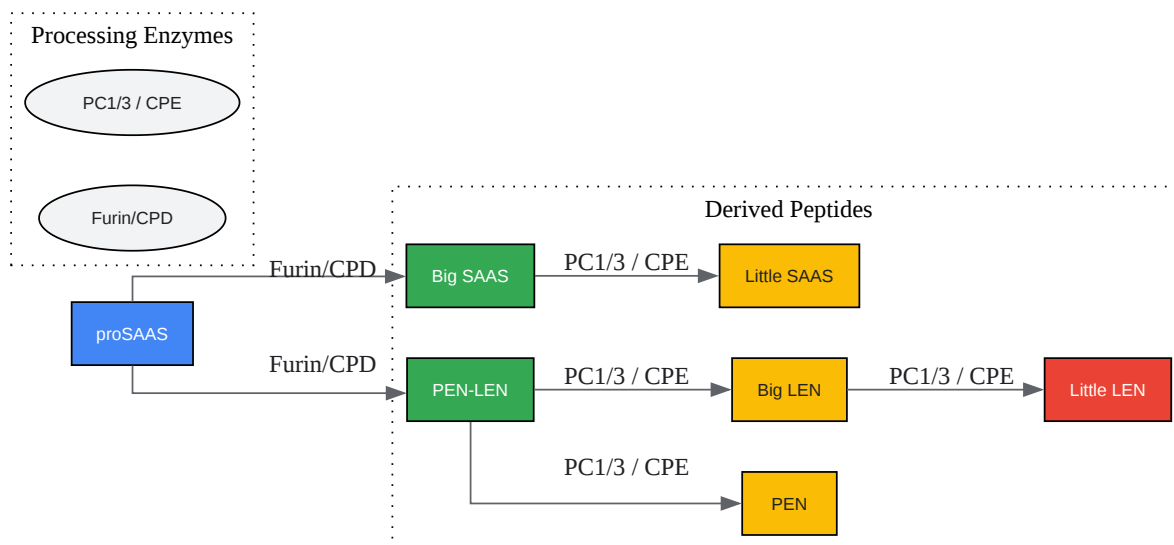 Processing Enzymes
PC1/3 / CPE
Furin/CPD
Derived Peptides
Furin/CPD
Big SAAS
PC1/3 / CPE
Little SAAS
proSAAS
Furin/CPD
PEN-LEN
PC1/3 / CPE
Big LEN
PC1/3 / CPE
Little LEN
PC1/3 / CPE
PEN